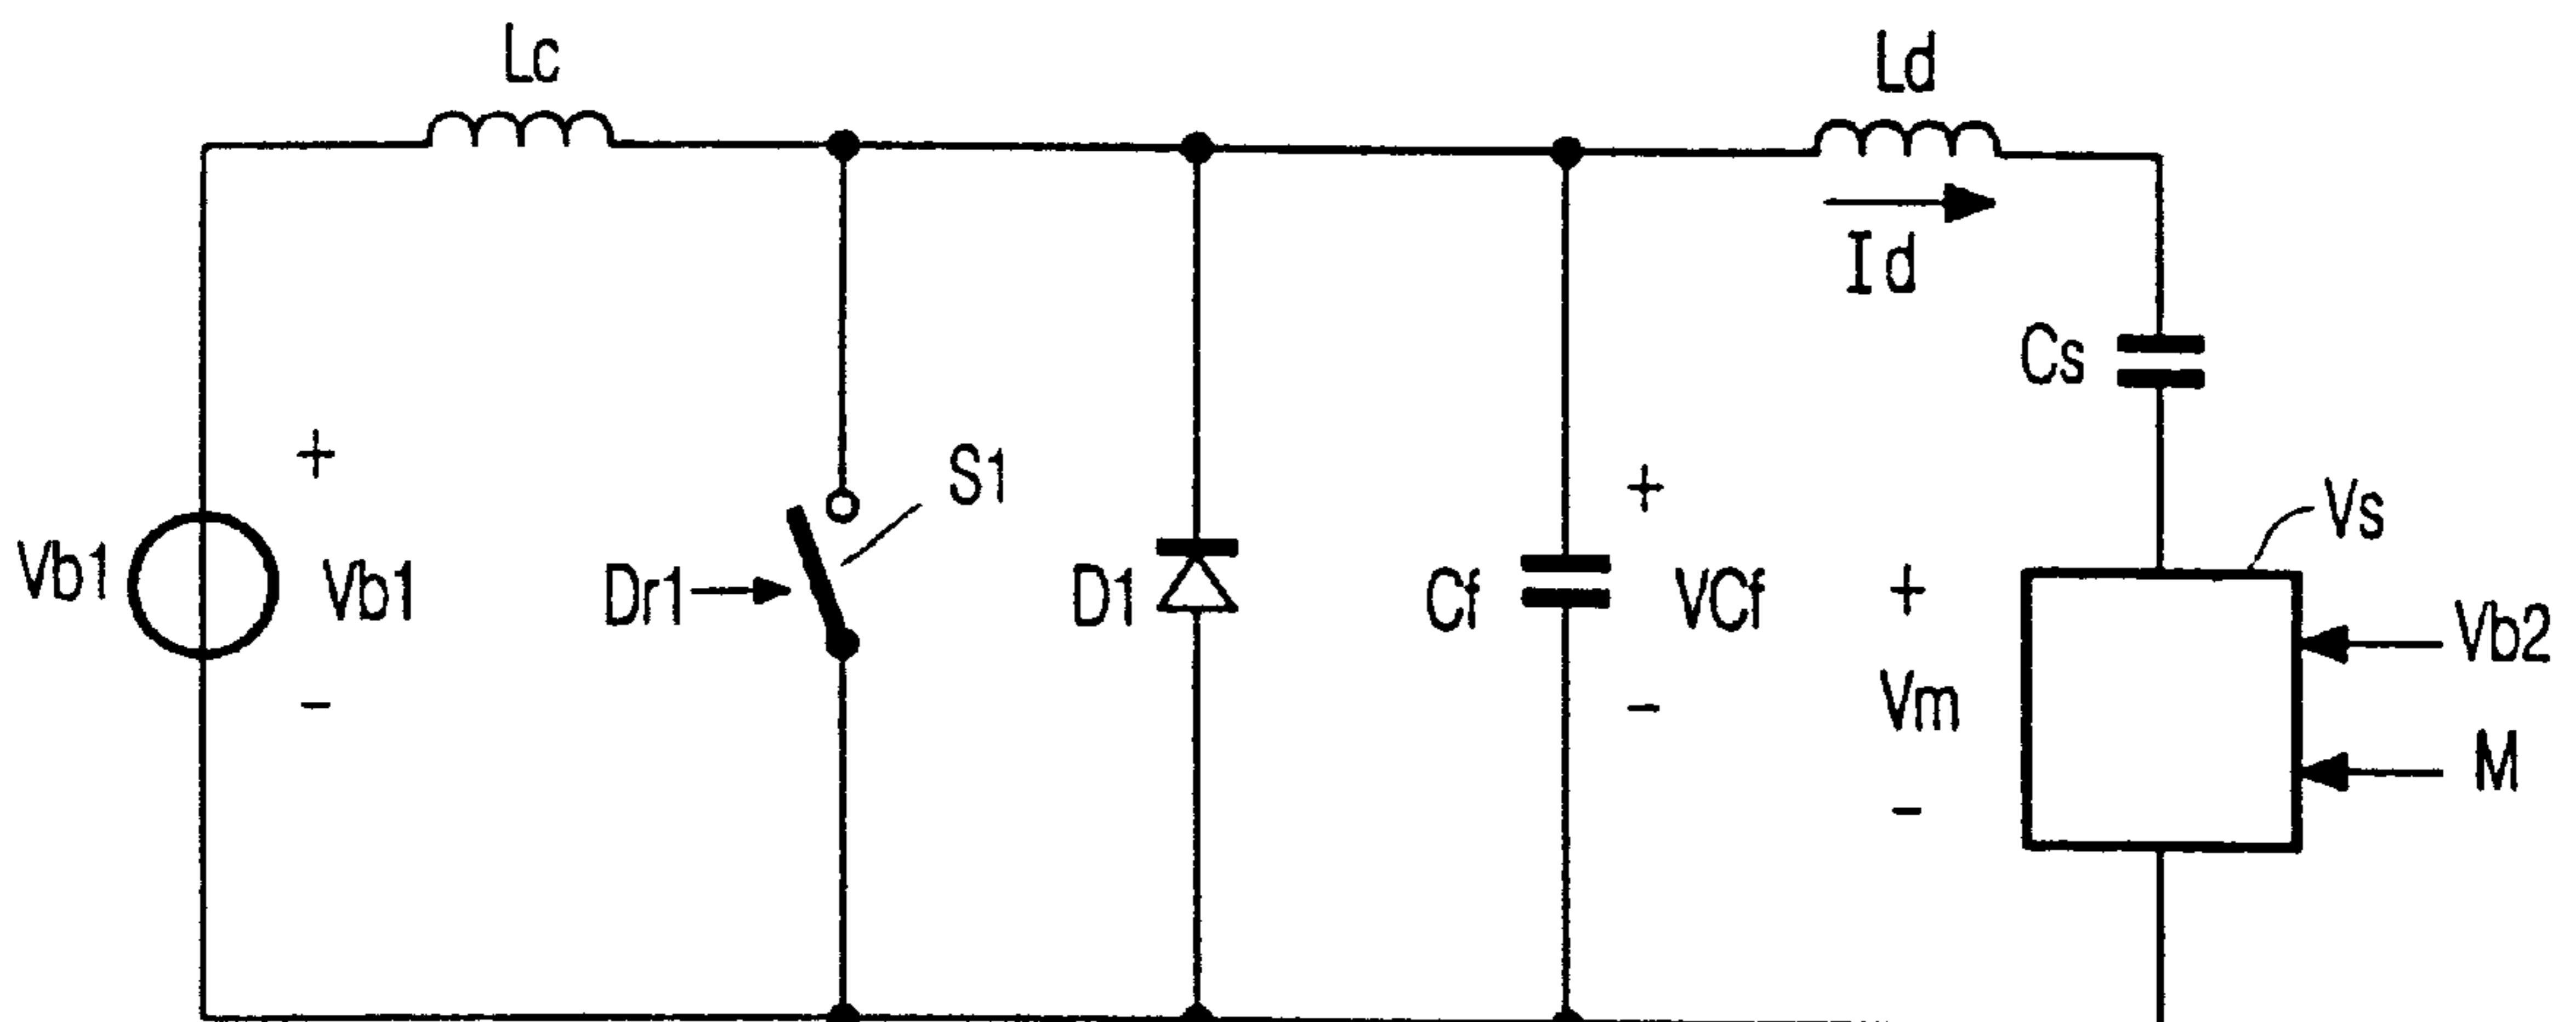 Lc
Ld
Id
Cs
+
S1
+
Vs
Vb1
Vb1
Dr1
D1
Cf
VCf
+
Vb2
-
-
Vm
M
-